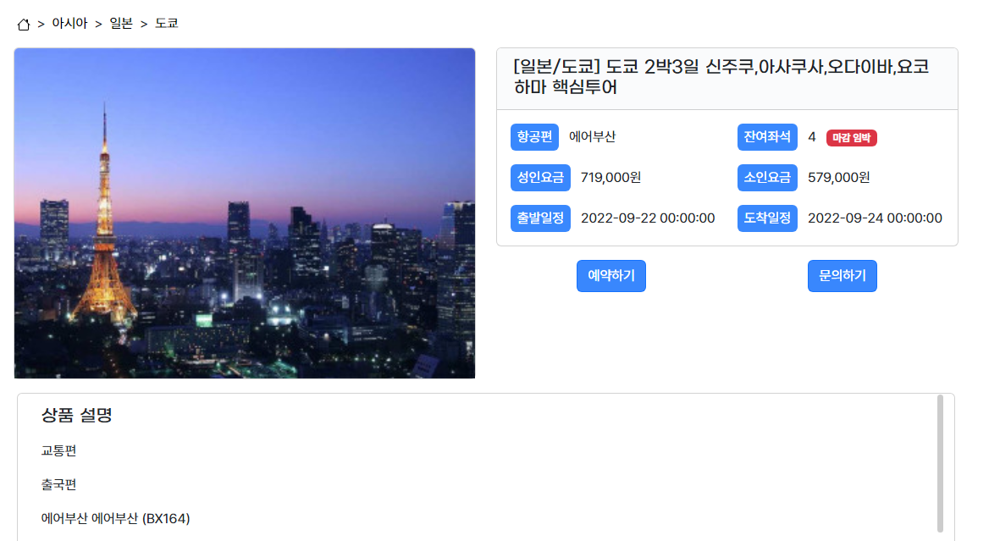 > 아시아 > 일본 > 도쿄
[일본/도쿄] 도쿄 2박3일 신주쿠,아사쿠사,오다이바,요코
하마 핵심투어
항공편 에어부산 잔여좌석 4 마감 임박
성인요금 719,000원 소인요금 579,000원
출발일정 2022-09-22 00:00:00 도착일정 2022-09-24 00:00:00
예약하기 문의하기
상품 설명
교통편
출국편
에어부산 에어부산 (BX164)